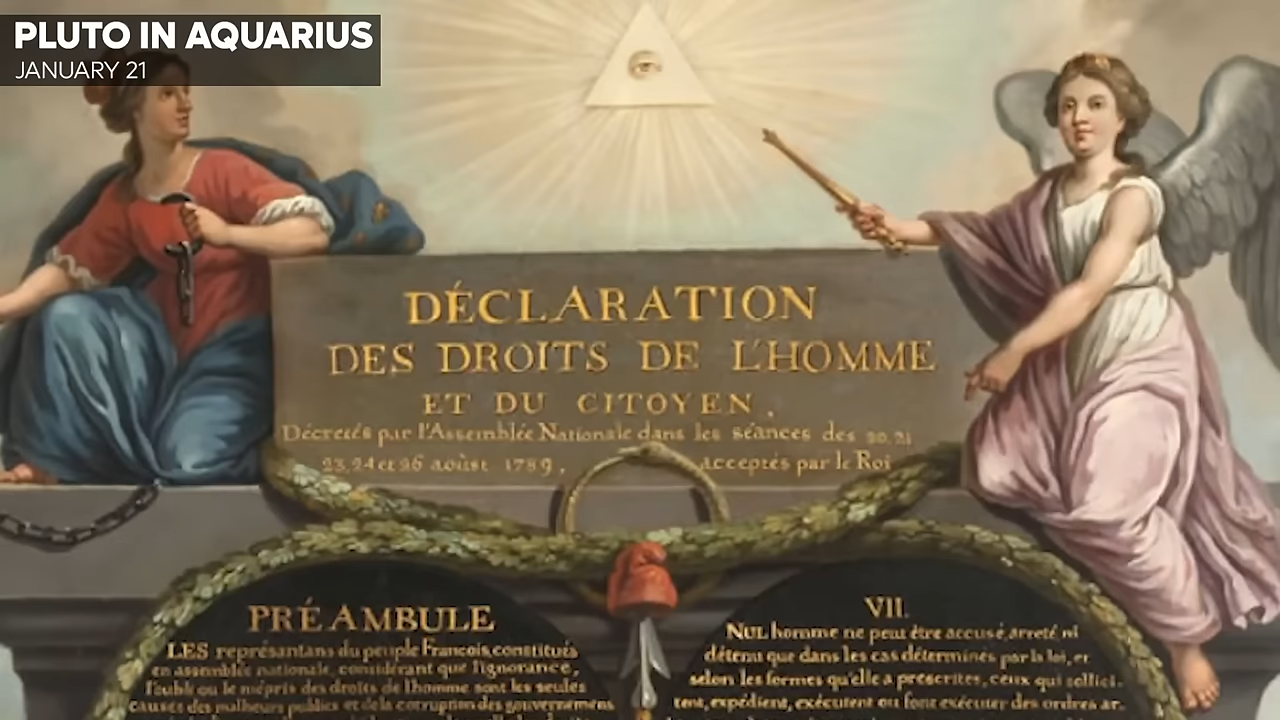 PLUTO IN AQUARIUS
JANUARY 21
DÉCLARATION
DES DROITS DE L'HOMME
ET DU CITOYEN,
Décretés par l'Assemblée Nationale dans les séances des 20, 21
23, 24 et 26 aoûst 1789, acceptés par le Roi
PRÉAMBULE
LES représantans du peuple Francois, constitués
en assemblée nationale, considérant que l'ignorance,
l'oubli ou le mépris des droits de l'homme sont les seules
causes des malheurs publics et de la corruption des gouvernemens
VII.
NUL homme ne peut être accusé, arreté ni
détenu que dans les cas déterminés par la loi, et
selon les formes qu'elle a prescrites, ceux qui sollici-
tent, expédient, exécutent ou font exécuter des ordres ar-